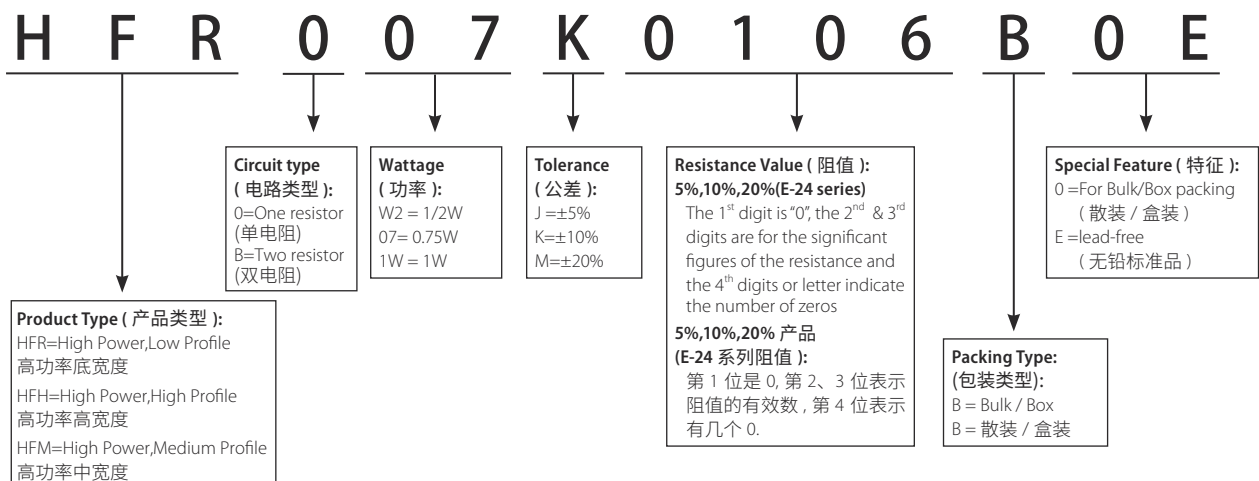 H F R 0 0 7 K 0 1 0 6 B 0 E
Circuit type
( 电路类型 ):
0=One resistor
(单电阻)
B=Two resistor
(双电阻)
Wattage
( 功率 ):
W2 = 1/2W
07= 0.75W
1W = 1W
Tolerance
( 公差 ):
J =±5%
K=±10%
M=±20%
Resistance Value ( 阻值 ):
5%,10%,20%(E-24 series)
The 1st digit is "0", the 2nd & 3rd
digits are for the significant
figures of the resistance and
the 4th digits or letter indicate
the number of zeros
5%,10%,20% 产品
(E-24 系列阻值 ):
第 1 位是 0, 第 2、3 位表示
阻值的有效数 , 第 4 位表示
有几个 0.
Special Feature ( 特征 ):
0 =For Bulk/Box packing
( 散装 / 盒装 )
E =lead-free
( 无铅标准品 )
Product Type ( 产品类型 ):
HFR=High Power,Low Profile
高功率底宽度
HFH=High Power,High Profile
高功率高宽度
HFM=High Power,Medium Profile
高功率中宽度
Packing Type:
(包装类型):
B = Bulk / Box
B = 散装 / 盒装